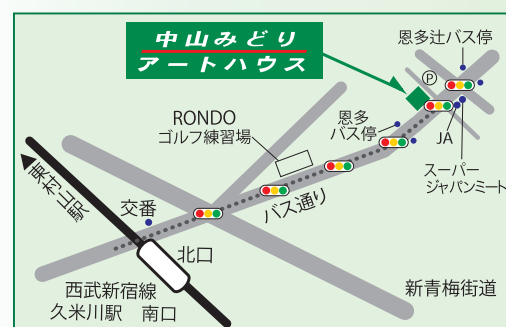 中山みどり
アートハウス
恩多辻バス停
P
RONDO
ゴルフ練習場
恩多
バス停
JA
スーパー
ジャパンミート
バス通り
東村山駅
交番
北口
西武新宿線
久米川駅 南口
新青梅街道